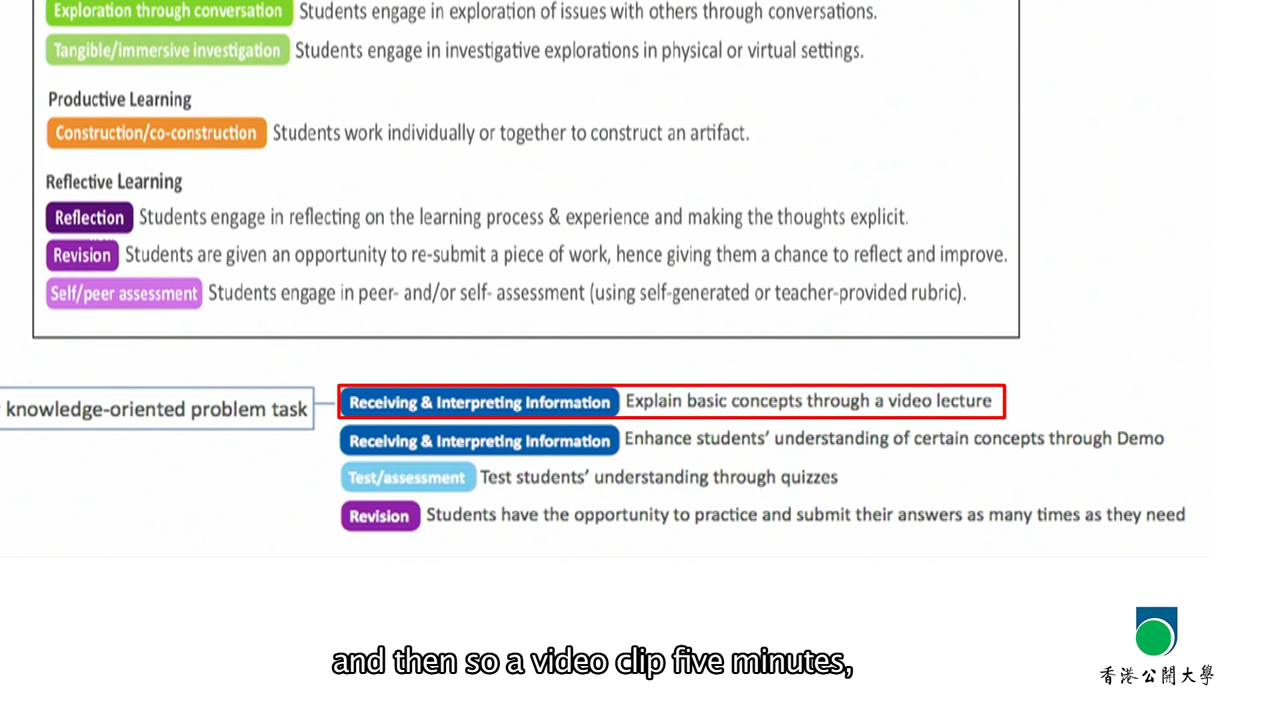 Exploration through conversation Students engage in exploration of issues with others through conversations.
Tangible/immersive investigation Students engage in investigative explorations in physical or virtual settings.
Productive Learning
Construction/co-construction Students work individually or together to construct an artifact.
Reflective Learning
Reflection Students engage in reflecting on the learning process & experience and making the thoughts explicit.
Revision Students are given an opportunity to re-submit a piece of work, hence giving them a chance to reflect and improve.
Self/peer assessment Students engage in peer- and/or self- assessment (using self-generated or teacher-provided rubric).
knowledge-oriented problem task
Receiving & Interpreting Information Explain basic concepts through a video lecture
Receiving & Interpreting Information Enhance students’ understanding of certain concepts through Demo
Test/assessment Test students’ understanding through quizzes
Revision Students have the opportunity to practice and submit their answers as many times as they need
and then so a video clip five minutes,
香港公開大學